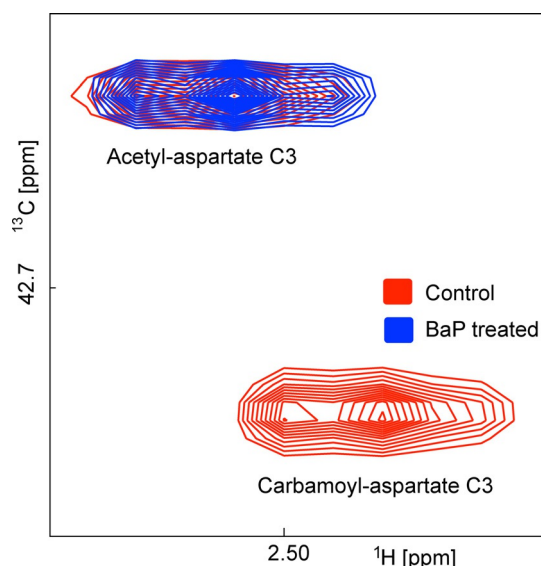 Acetyl-aspartate C3
¹³C [ppm]
42.7
Control
BaP treated
Carbamoyl-aspartate C3
2.50
¹H [ppm]